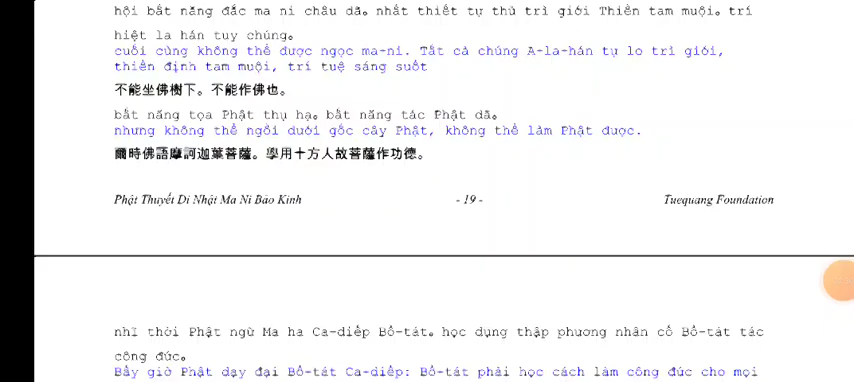 hội bất năng đắc ma ni châu dã。 nhất thiết tự thủ trì giới Thiền tam muội。 trí
hiệt la hán tuy chúng。
cuối cùng không thể được ngọc ma-ni. Tất cả chúng A-la-hán tự lo trì giới,
thiền định tam muội, trí tuệ sáng suốt
不能坐佛樹下。不能作佛也。
bất năng tọa Phật thụ hạ。 bất năng tác Phật dã。
nhưng không thể ngồi dưới gốc cây Phật, không thể làm Phật được.
爾時佛語摩訶迦葉菩薩。學用十方人故菩薩作功德。
Phật Thuyết Di Nhật Ma Ni Bảo Kinh - 19 - Tuequang Foundation
nhĩ thời Phật ngữ Ma ha Ca-diếp Bồ-tát。 học dụng thập phương nhân cố Bồ-tát tác
công đức。
Bấy giờ Phật dạy đại Bồ-tát Ca-diếp: Bồ-tát phải học cách làm công đức cho mọi